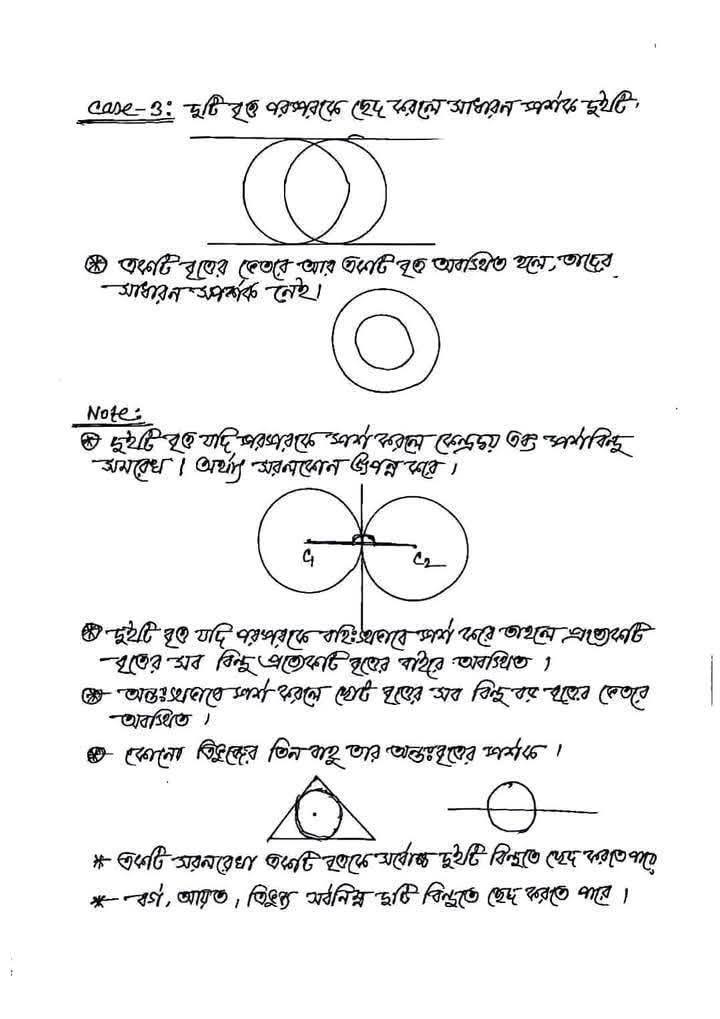 Case-3: দুটি বৃত্ত পরস্পরকে ছেদ করলে সাধারন স্পর্শক দুইটি।
একটি বৃত্তের ভেতরে আর একটি বৃত্ত অবস্থিত হলে, তাদের
সাধারন স্পর্শক নেই।
Note:
দুইটি বৃত্ত যদি পরস্পরকে স্পর্শ করলে কেন্দ্রদ্বয় এবং স্পর্শবিন্দু
সমরেখ। অর্থাৎ সরলকোন উৎপন্ন করে।
C1 C2
দুইটি বৃত্ত যদি পরস্পরকে বহিঃস্থভাবে স্পর্শ করে তাহলে প্রত্যেকটি
বৃত্তের সব বিন্দু প্রত্যেকটি বৃত্তের বাইরে অবস্থিত।
অন্তঃস্থভাবে স্পর্শ করলে ছোট বৃত্তের সব বিন্দু বড় বৃত্তের ভেতরে
অবস্থিত।
কোনো ত্রিভুজের তিন বাহু তার অন্তঃবৃত্তের স্পর্শক।
* একটি সরলরেখা একটি বৃত্তকে সর্বোচ্চ দুইটি বিন্দুতে ছেদ করতে পারে
* বর্গ, আয়ত, ত্রিভুজ সর্বনিম্ন দুটি বিন্দুতে ছেদ করতে পারে।